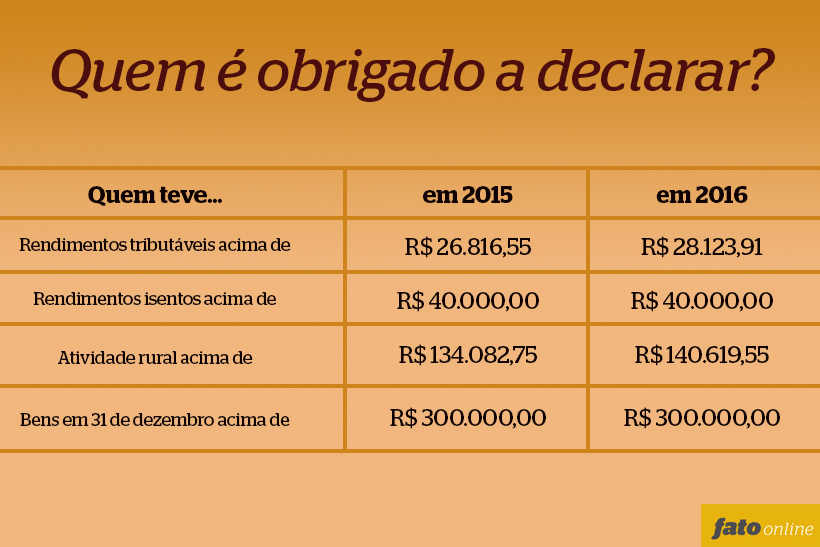 Quem é obrigado a declarar?
Quem teve... em 2015 em 2016
Rendimentos tributáveis acima de R$ 26.816,55 R$ 28.123,91
Rendimentos isentos acima de R$ 40.000,00 R$ 40.000,00
Atividade rural acima de R$ 134.082,75 R$ 140.619,55
Bens em 31 de dezembro acima de R$ 300.000,00 R$ 300.000,00
fato online